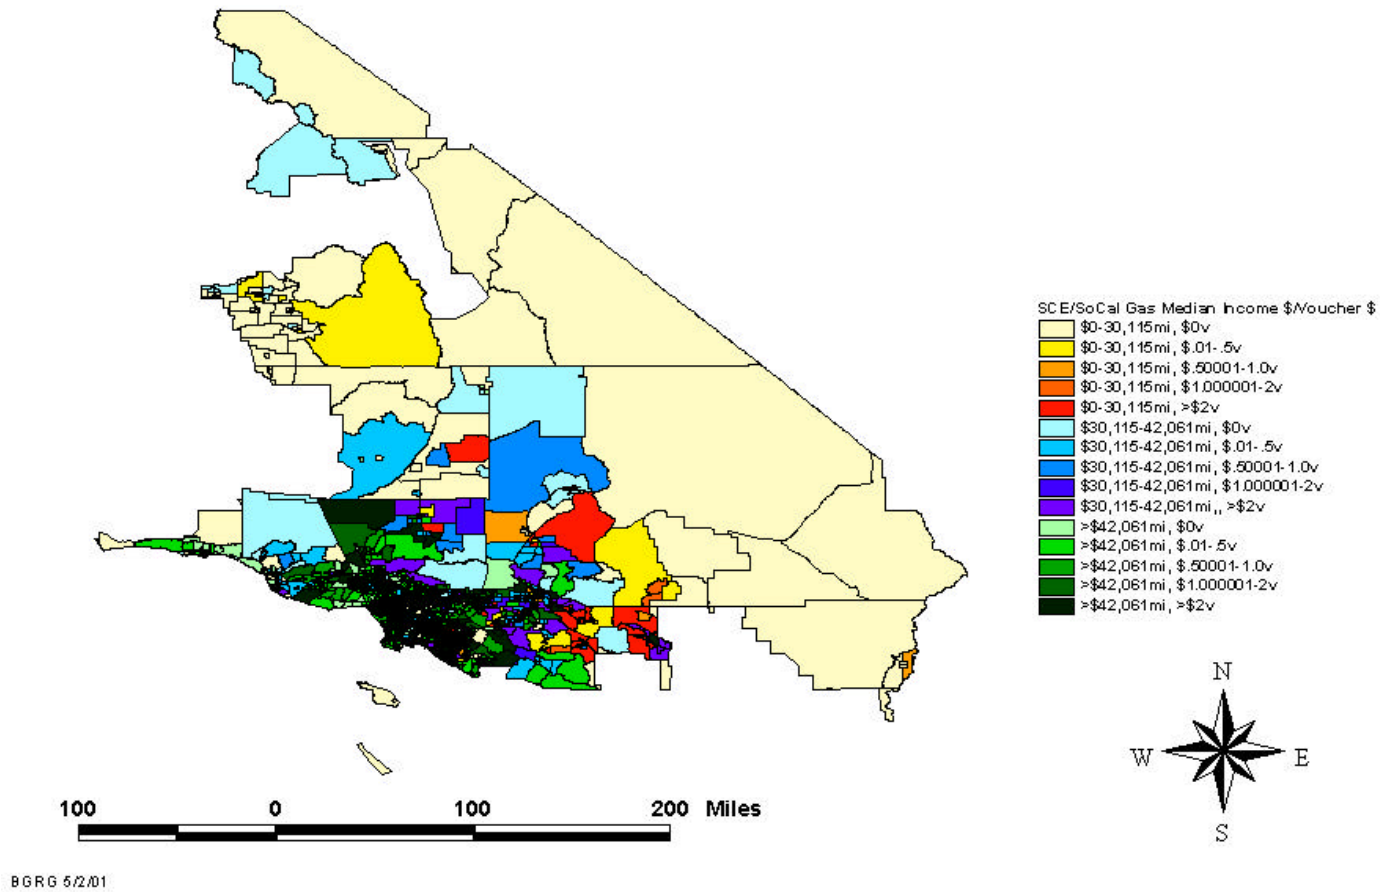 SCE/SoCal Gas Median Income $/Voucher $
$0-30,115mi, $0v
$0-30,115mi, $.01-.5v
$0-30,115mi, $.50001-1.0v
$0-30,115mi, $1.000001-2v
$0-30,115mi, >$2v
$30,115-42,061mi, $0v
$30,115-42,061mi, $.01-.5v
$30,115-42,061mi, $.50001-1.0v
$30,115-42,061mi, $1.000001-2v
$30,115-42,061mi,, >$2v
>$42,061mi, $0v
>$42,061mi, $.01-.5v
>$42,061mi, $.50001-1.0v
>$42,061mi, $1.000001-2v
>$42,061mi, >$2v
N
W E
S
100 0 100 200 Miles
BGRG 5/2/01